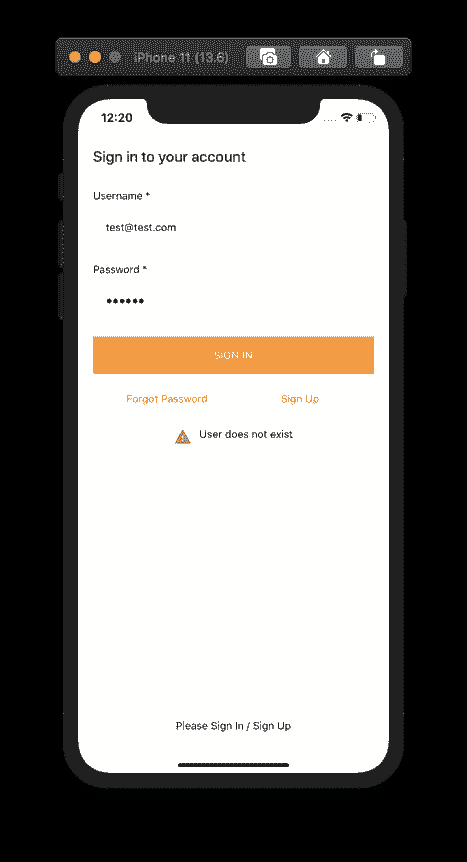 iPhone 11 (13.6)
12:20
Sign in to your account
Username *
test@test.com
Password *
••••••
SIGN IN
Forgot Password Sign Up
User does not exist
Please Sign In / Sign Up